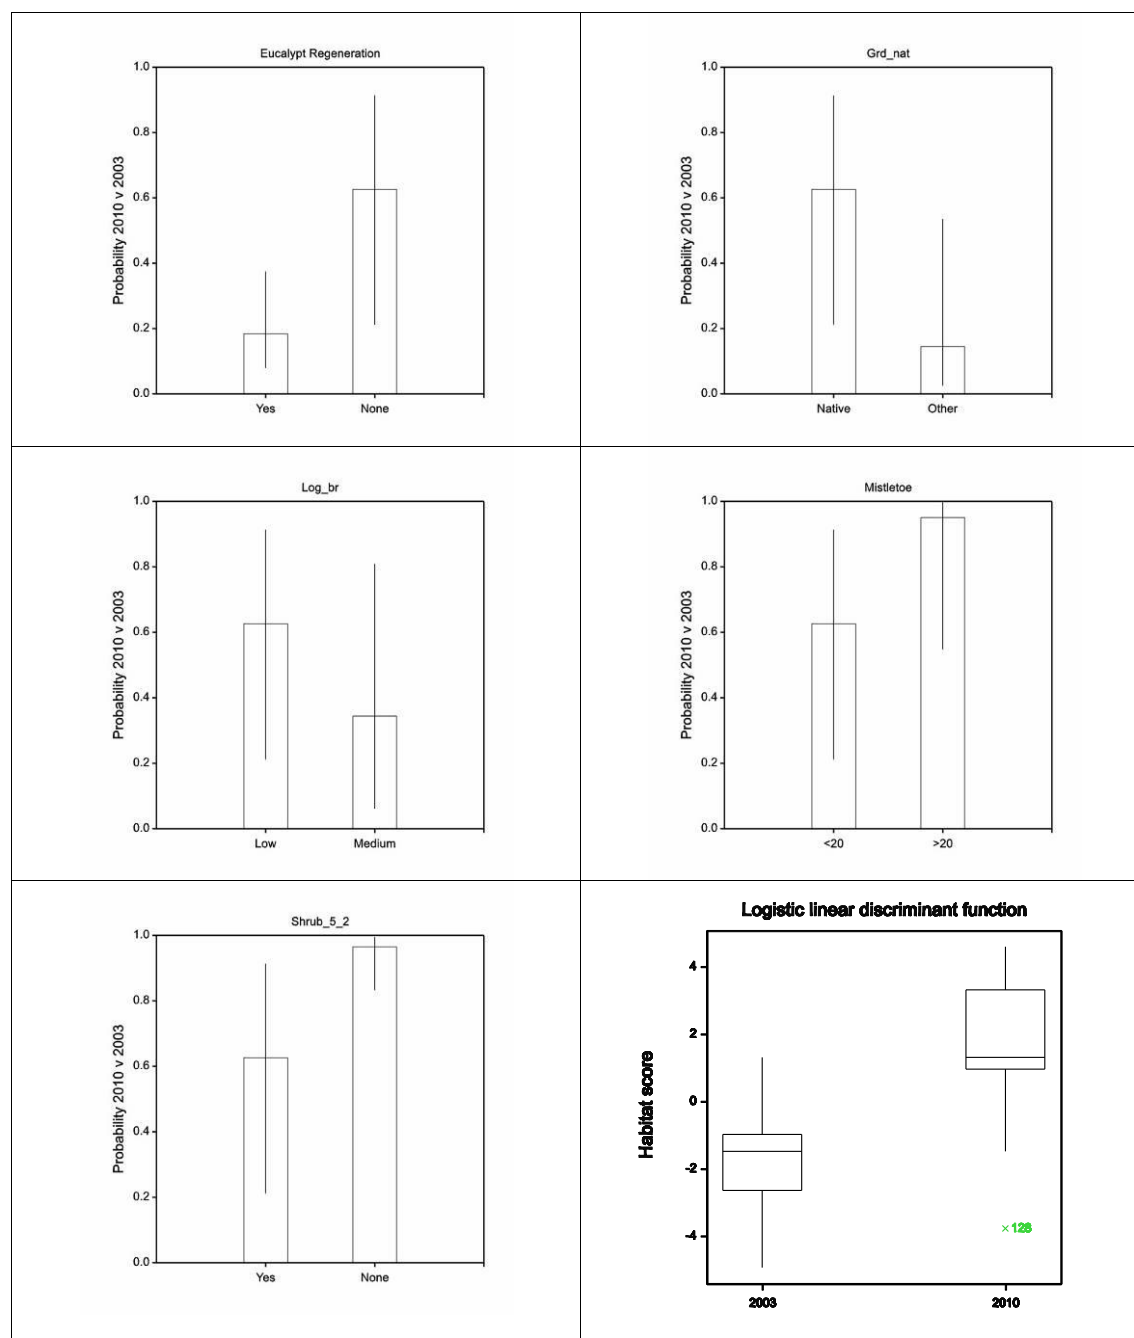 Eucalypt Regeneration
1.0
0.8
0.6
0.4
0.2
0.0
Probability 2010 v 2003
Yes None
Grd_nat
1.0
0.8
0.6
0.4
0.2
0.0
Probability 2010 v 2003
Native Other
Log_br
1.0
0.8
0.6
0.4
0.2
0.0
Probability 2010 v 2003
Low Medium
Mistletoe
1.0
0.8
0.6
0.4
0.2
0.0
Probability 2010 v 2003
<20 >20
Shrub_5_2
1.0
0.8
0.6
0.4
0.2
0.0
Probability 2010 v 2003
Yes None
Logistic linear discriminant function
4
2
0
-2
-4
Habitat score
128
2003 2010